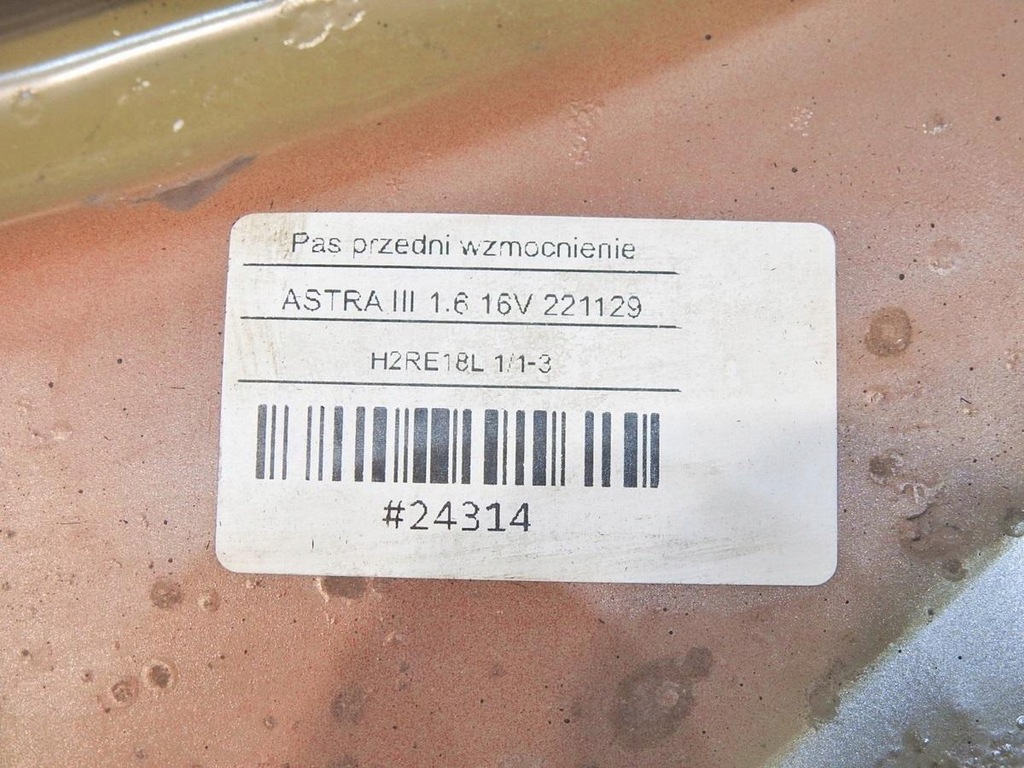 Pas przedni wzmocnienie
ASTRA III 1.6 16V 221129
H2RE18L 1/1-3
#24314